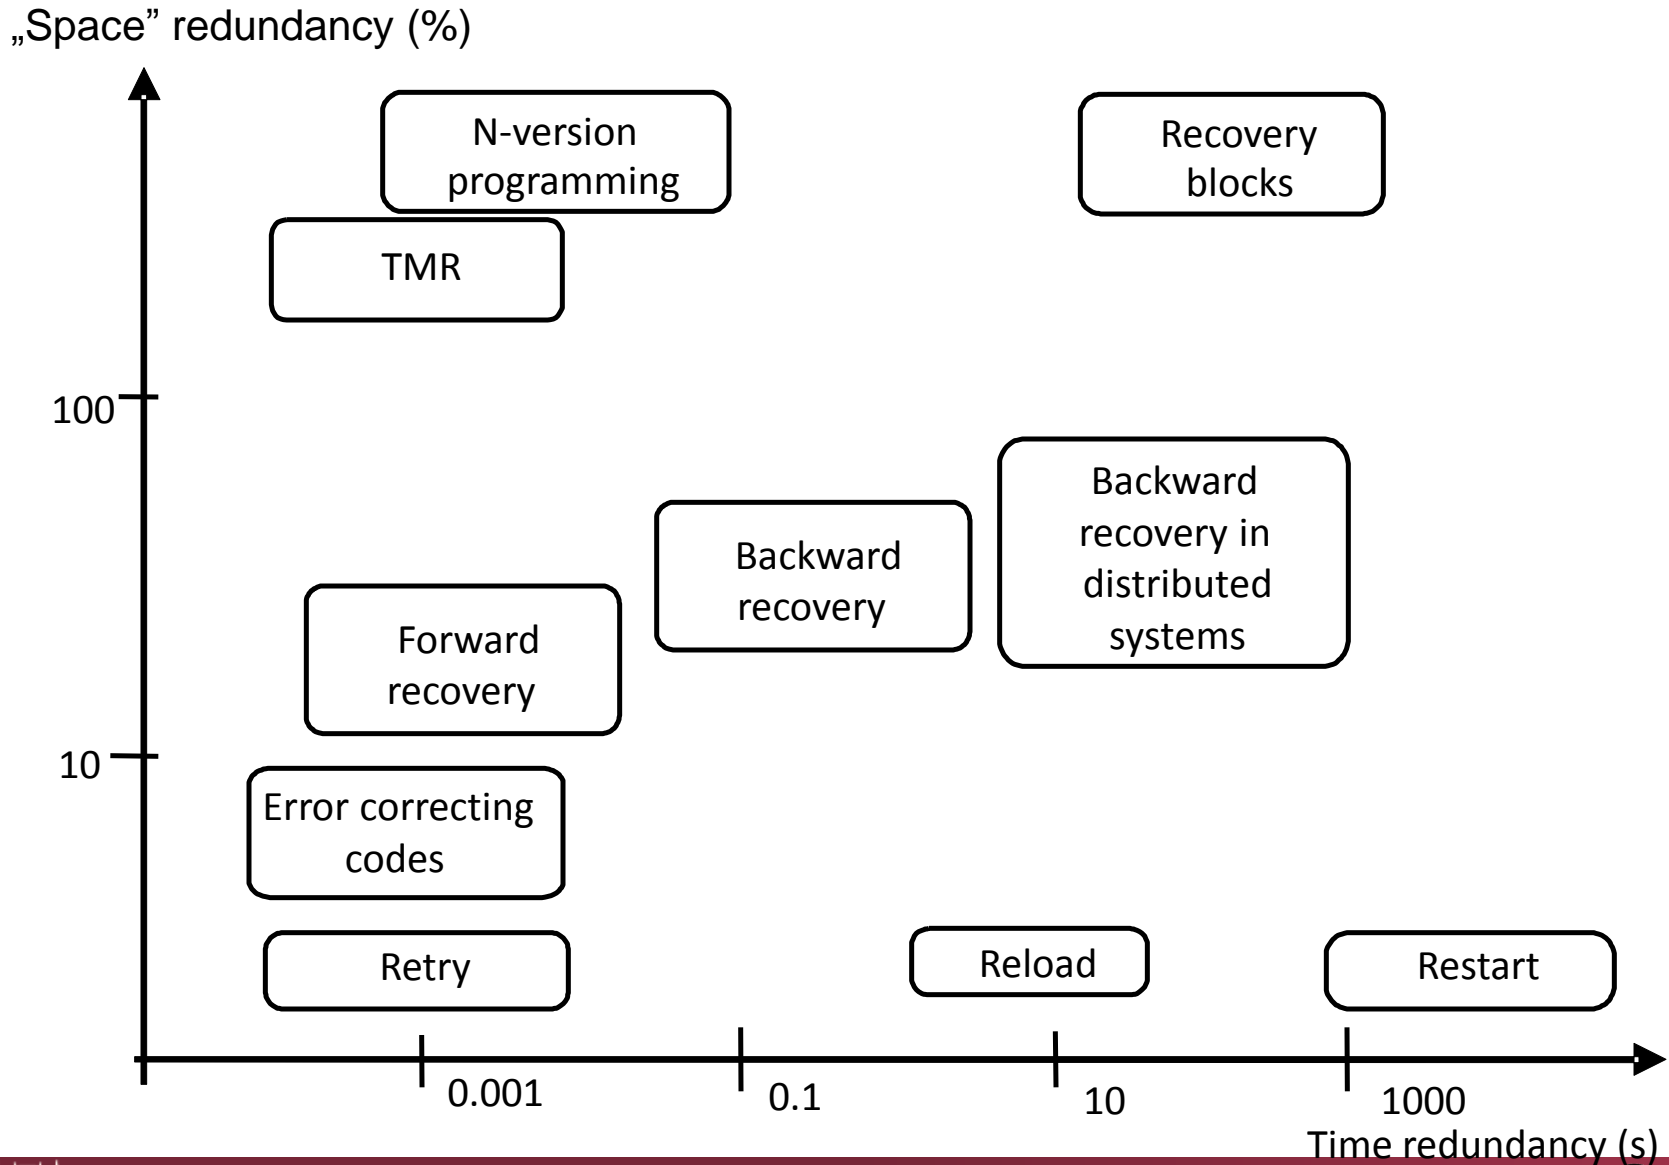 „Space” redundancy (%)
N-version
programming
Recovery
blocks
TMR
100
Backward
recovery in
distributed
systems
Backward
recovery
Forward
recovery
10
Error correcting
codes
Retry
Reload
Restart
0.001
0.1
10
1000
Time redundancy (s)